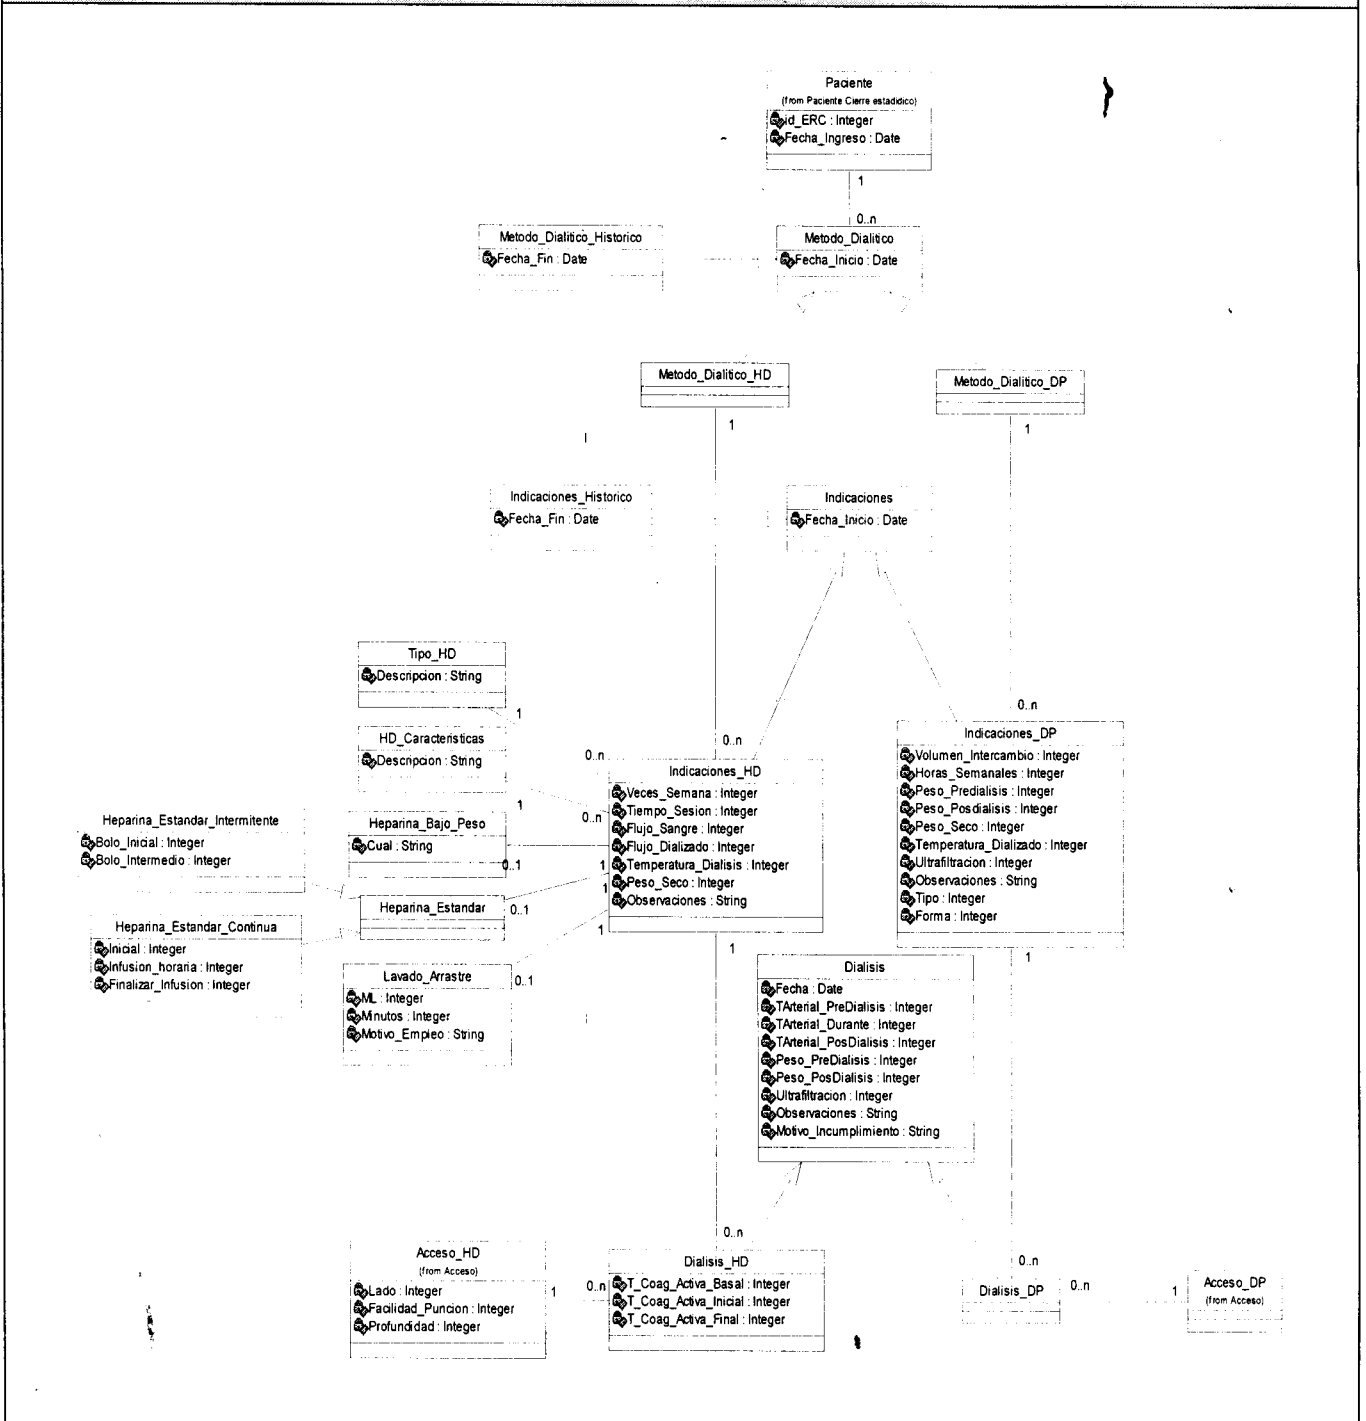 Paciente
(from Paciente Cierre estadidico)
id_ERC : Integer
Fecha_Ingreso : Date
1
0..n
Metodo_Dialitico_Historico
Fecha_Fin : Date
Metodo_Dialitico
Fecha_Inicio : Date
Metodo_Dialitico_HD
1
Metodo_Dialitico_DP
1
Indicaciones_Historico
Fecha_Fin : Date
Indicaciones
Fecha_Inicio : Date
Tipo_HD
Descripcion : String
1
HD_Caracteristicas
Descripcion : String
1
0..n
0..n
0..n
0..n
Heparina_Estandar_Intermitente
Bolo_Inicial : Integer
Bolo_Intermedio : Integer
Heparina_Bajo_Peso
Cual : String
0..1
Heparina_Estandar
0..1
Heparina_Estandar_Continua
Inicial : Integer
Infusion_horaria : Integer
Finalizar_Infusion : Integer
Lavado_Arrastre
ML : Integer
Minutos : Integer
Motivo_Empleo : String
0..1
Indicaciones_HD
Veces_Semana : Integer
Tiempo_Sesion : Integer
Flujo_Sangre : Integer
Flujo_Dializado : Integer
Temperatura_Dialisis : Integer
Peso_Seco : Integer
Observaciones : String
1
1
1
1
Indicaciones_DP
Volumen_Intercambio : Integer
Horas_Semanales : Integer
Peso_Predialisis : Integer
Peso_Posdialisis : Integer
Peso_Seco : Integer
Temperatura_Dializado : Integer
Ultrafiltracion : Integer
Observaciones : String
Tipo : Integer
Forma : Integer
1
Dialisis
Fecha : Date
TArterial_PreDialisis : Integer
TArterial_Durante : Integer
TArterial_PosDialisis : Integer
Peso_PreDialisis : Integer
Peso_PosDialisis : Integer
Ultrafiltracion : Integer
Observaciones : String
Motivo_Incumplimiento : String
0..n
0..n
Acceso_HD
(from Acceso)
Lado : Integer
Facilidad_Puncion : Integer
Profundidad : Integer
1
0..n
Dialisis_HD
T_Coag_Activa_Basal : Integer
T_Coag_Activa_Inicial : Integer
T_Coag_Activa_Final : Integer
Dialisis_DP
0..n
1
Acceso_DP
(from Acceso)